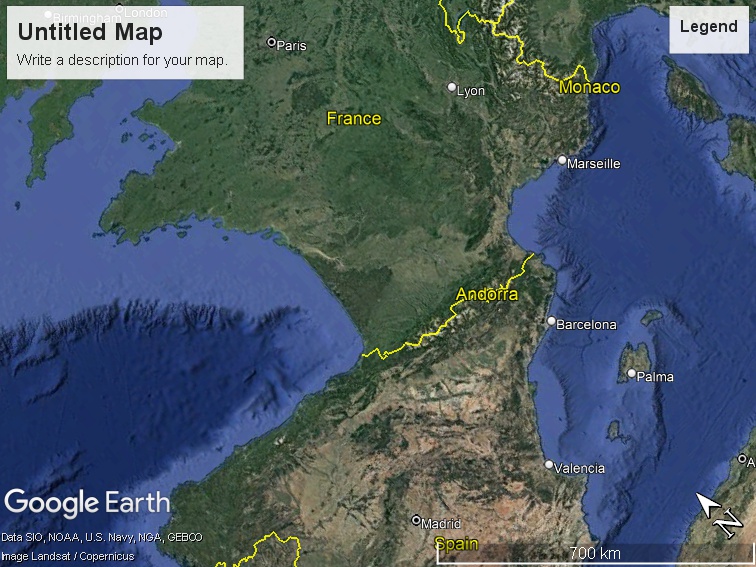 Birmingham
London
Untitled Map
Write a description for your map.
Legend
Paris
Lyon
Monaco
France
Marseille
Andorra
Barcelona
Palma
Valencia
A
Google Earth
Madrid
N
Spain
Data SIO, NOAA, U.S. Navy, NGA, GEBCO
Image Landsat / Copernicus
700 km